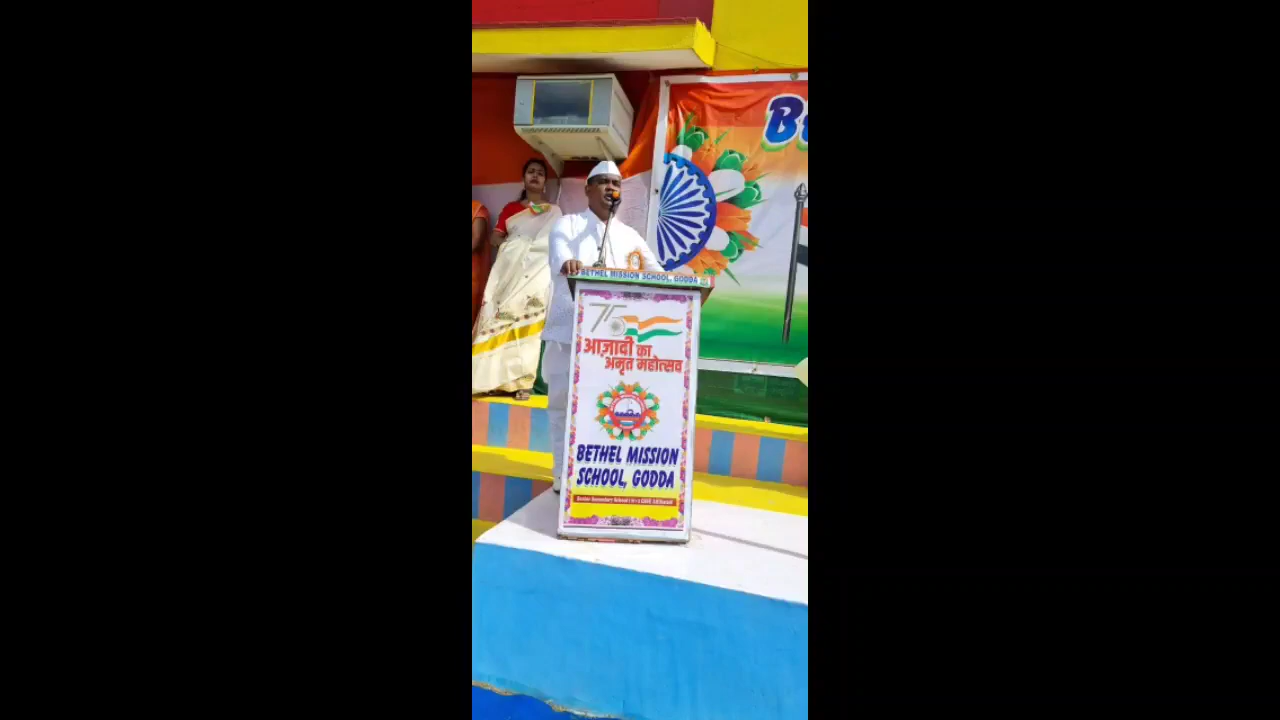 BETHEL MISSION SCHOOL, GODDA
75
आज़ादी का
अमृत महोत्सव
BETHEL MISSION
SCHOOL, GODDA